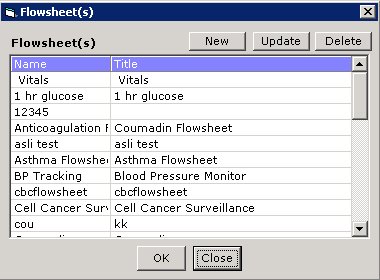 Flowsheet(s)
Flowsheet(s) New Update Delete
Name Title
Vitals Vitals
1 hr glucose 1 hr glucose
12345
Anticoagulation F Coumadin Flowsheet
asli test asli test
Asthma Flowshee Asthma Flowsheet
BP Tracking Blood Pressure Monitor
cbcflowsheet cbcflowsheet
Cell Cancer Surv Cell Cancer Surveillance
cou kk
OK Close